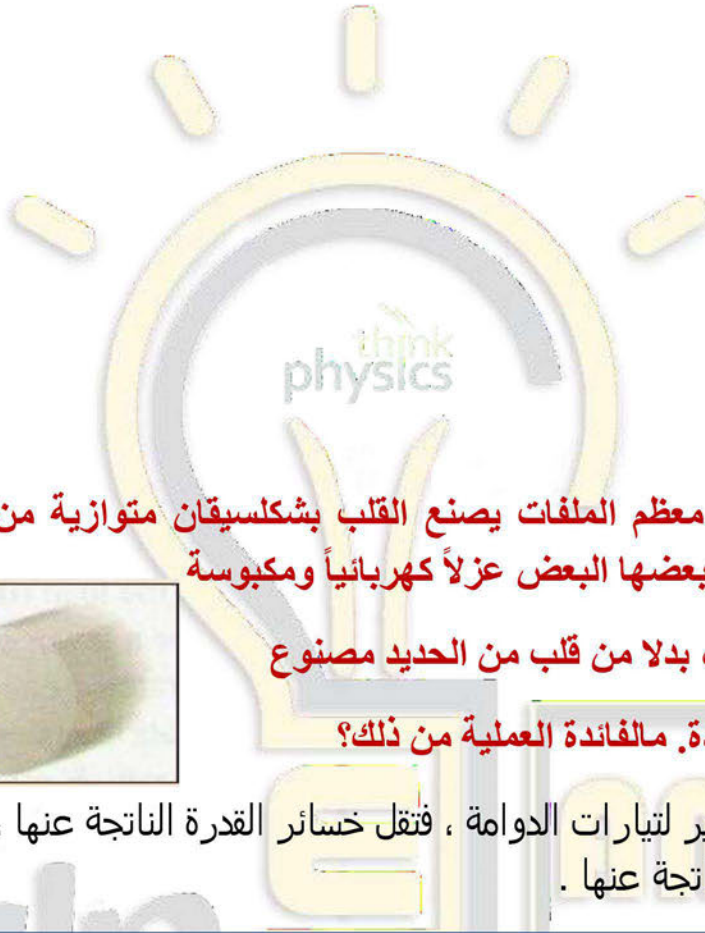 think
physics
معظم الملفات يصنع القلب بشكلسيقان متوازية من
بعضها البعض عزلاً كهربائياً ومكبوسة
بدلا من قلب من الحديد مصنوع
مالفائدة العملية من ذلك؟
لتيارات الدوامة ، فتقل خسائر القدرة الناتجة عنها
عنها .